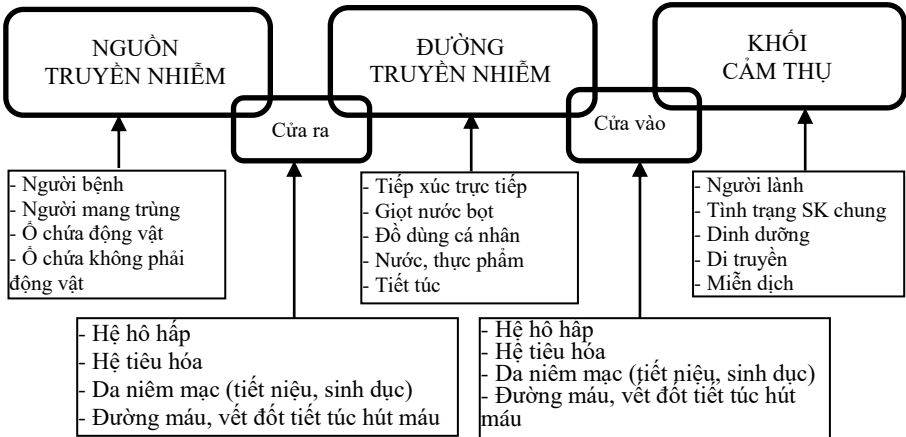 NGUỒN
TRUYỀN NHIỄM
ĐƯỜNG
TRUYỀN NHIỄM
KHỐI
CẢM THỤ
Cửa ra
Cửa vào
- Người bệnh
- Người mang trùng
- Ổ chứa động vật
- Ổ chứa không phải
động vật
- Tiếp xúc trực tiếp
- Giọt nước bọt
- Đồ dùng cá nhân
- Nước, thực phẩm
- Tiết túc
- Người lành
- Tình trạng SK chung
- Dinh dưỡng
- Di truyền
- Miễn dịch
- Hệ hô hấp
- Hệ tiêu hóa
- Da niêm mạc (tiết niệu, sinh dục)
- Đường máu, vết đốt tiết túc hút máu
- Hệ hô hâp
- Hệ tiêu hóa
- Da niêm mạc (tiết niệu, sinh dục)
- Đường máu, vết đốt tiết túc hút
máu